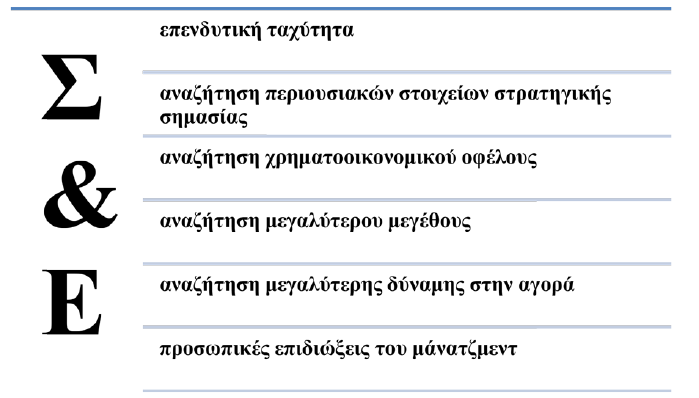 Σ
&
Ε
επενδυτική ταχύτητα
αναζήτηση περιουσιακών στοιχείων στρατηγικής
σημασίας
αναζήτηση χρηματοοικονομικού οφέλους
αναζήτηση μεγαλύτερου μεγέθους
αναζήτηση μεγαλύτερης δύναμης στην αγορά
προσωπικές επιδιώξεις του μάνατζμεντ